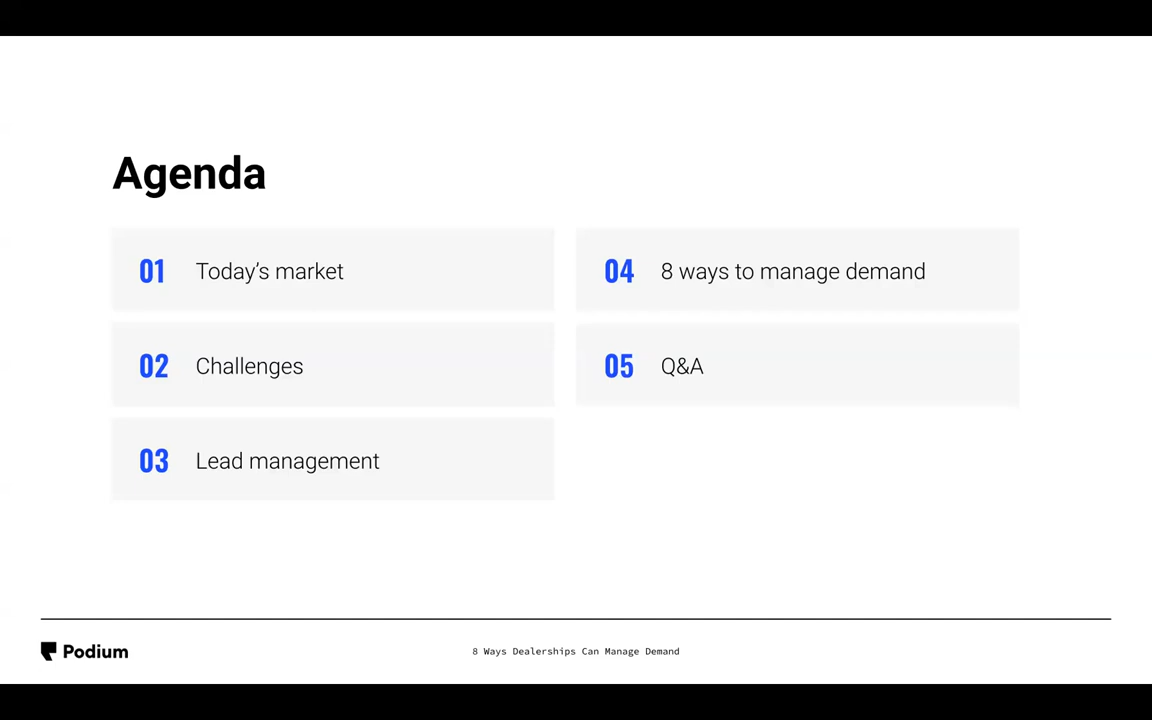 Agenda
01 Today's market
02 Challenges
03 Lead management
04 8 ways to manage demand
05 Q&A
Podium
8 Ways Dealerships Can Manage Demand